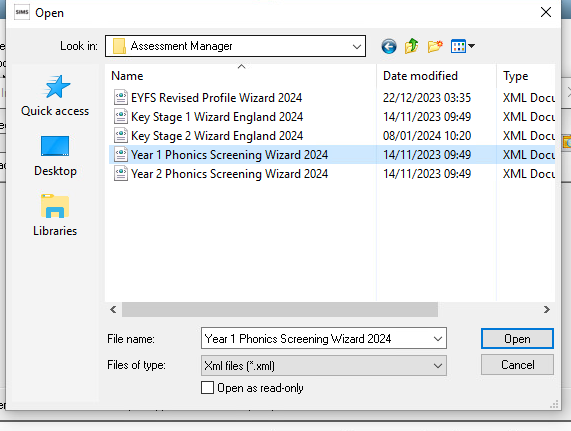 SIMS Open
Look in: Assessment Manager
Name Date modified Type
EYFS Revised Profile Wizard 2024 22/12/2023 03:35 XML Docu
Key Stage 1 Wizard England 2024 14/11/2023 09:49 XML Docu
Key Stage 2 Wizard England 2024 08/01/2024 10:20 XML Docu
Year 1 Phonics Screening Wizard 2024 14/11/2023 09:49 XML Docu
Year 2 Phonics Screening Wizard 2024 14/11/2023 09:49 XML Docu
Quick access
Desktop
Libraries
File name: Year 1 Phonics Screening Wizard 2024 Open
Files of type: Xml files (*.xml) Cancel
Open as read-only